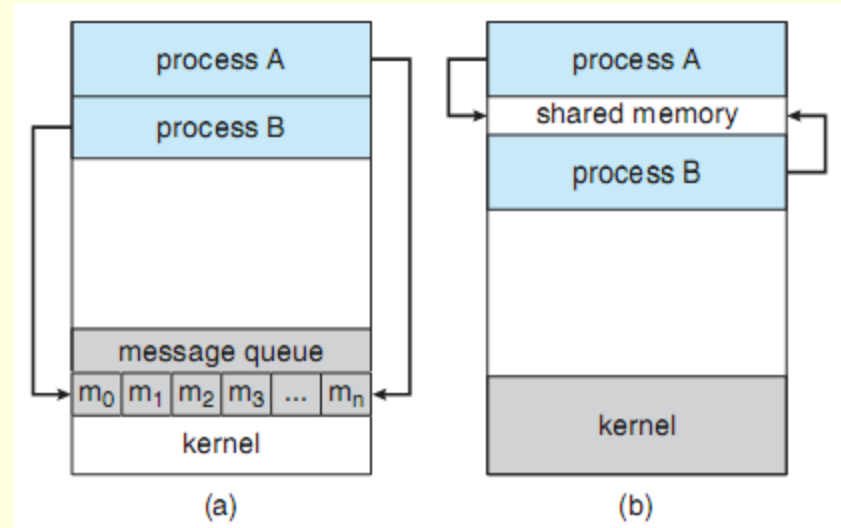 process A
process B
message queue
m0 m1 m2 m3 ... mn
kernel
(a)
process A
shared memory
process B
kernel
(b)